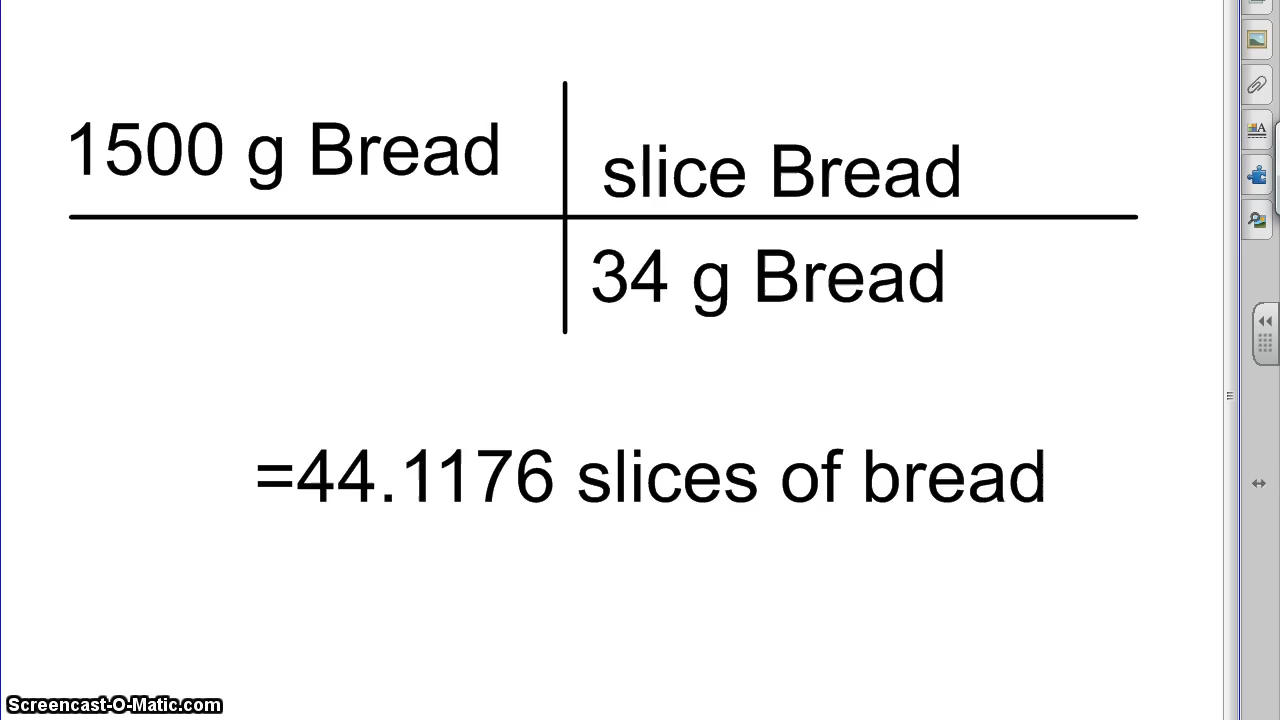 1500 g Bread
slice Bread
34 g Bread
=44.1176 slices of bread
Screencast-O-Matic.com